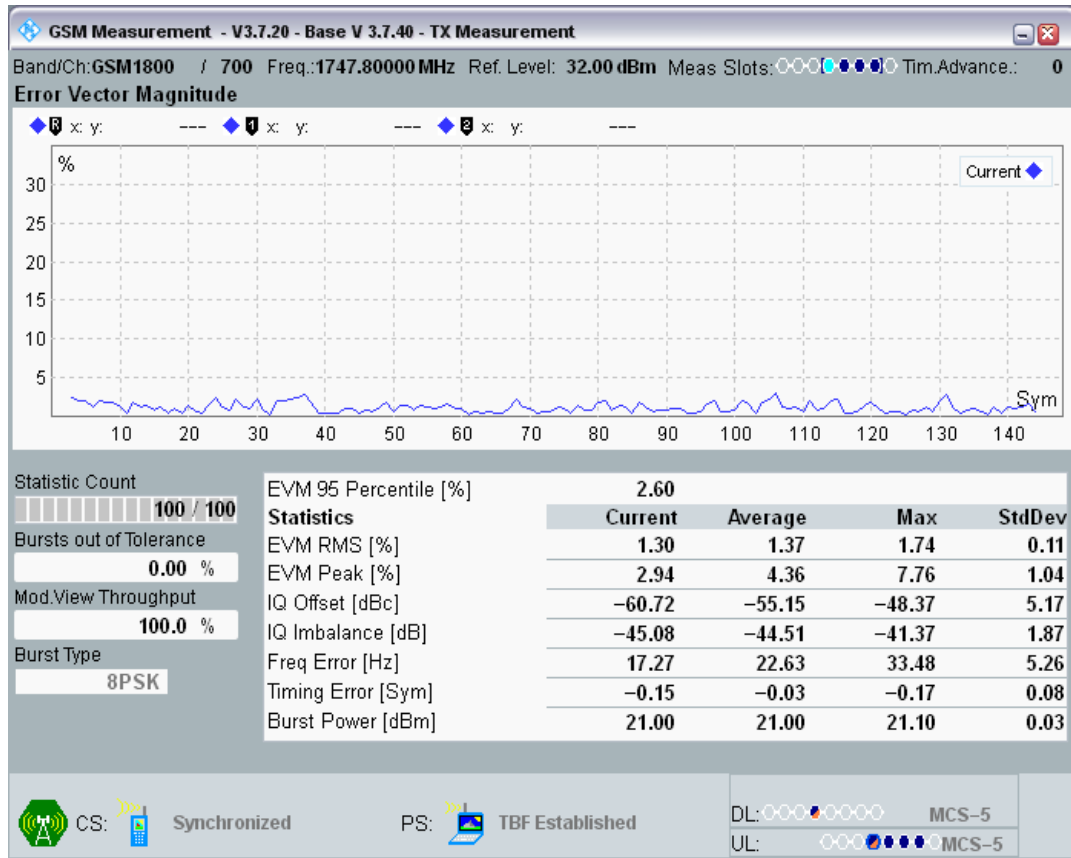 GSM Measurement - V3.7.20 - Base V 3.7.40 - TX Measurement
Band/Ch:GSM1800 / 700 Freq.:1747.80000 MHz Ref. Level: 32.00 dBm Meas Slots: Tim.Advance.: 0
Error Vector Magnitude
R x: y: --- 1 x: y: --- 2 x: y: ---
%
Current
30
25
20
15
10
5
Sym
10 20 30 40 50 60 70 80 90 100 110 120 130 140
Statistic Count
100 / 100
Bursts out of Tolerance
0.00 %
Mod.View Throughput
100.0 %
Burst Type
8PSK
EVM 95 Percentile [%] 2.60
Statistics Current Average Max StdDev
EVM RMS [%] 1.30 1.37 1.74 0.11
EVM Peak [%] 2.94 4.36 7.76 1.04
IQ Offset [dBc] −60.72 −55.15 −48.37 5.17
IQ Imbalance [dB] −45.08 −44.51 −41.37 1.87
Freq Error [Hz] 17.27 22.63 33.48 5.26
Timing Error [Sym] −0.15 −0.03 −0.17 0.08
Burst Power [dBm] 21.00 21.00 21.10 0.03
CS: Synchronized PS: TBF Established
DL: MCS−5
UL: MCS−5